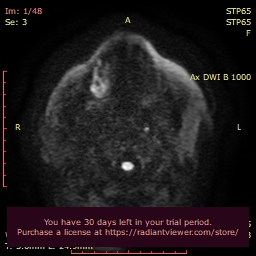 Im: 1/48
Se: 3
STP65
STP65
F
A
Ax DWI B 1000
R
L
You have 30 days left in your trial period.
Purchase a license at https://radiantviewer.com/store/